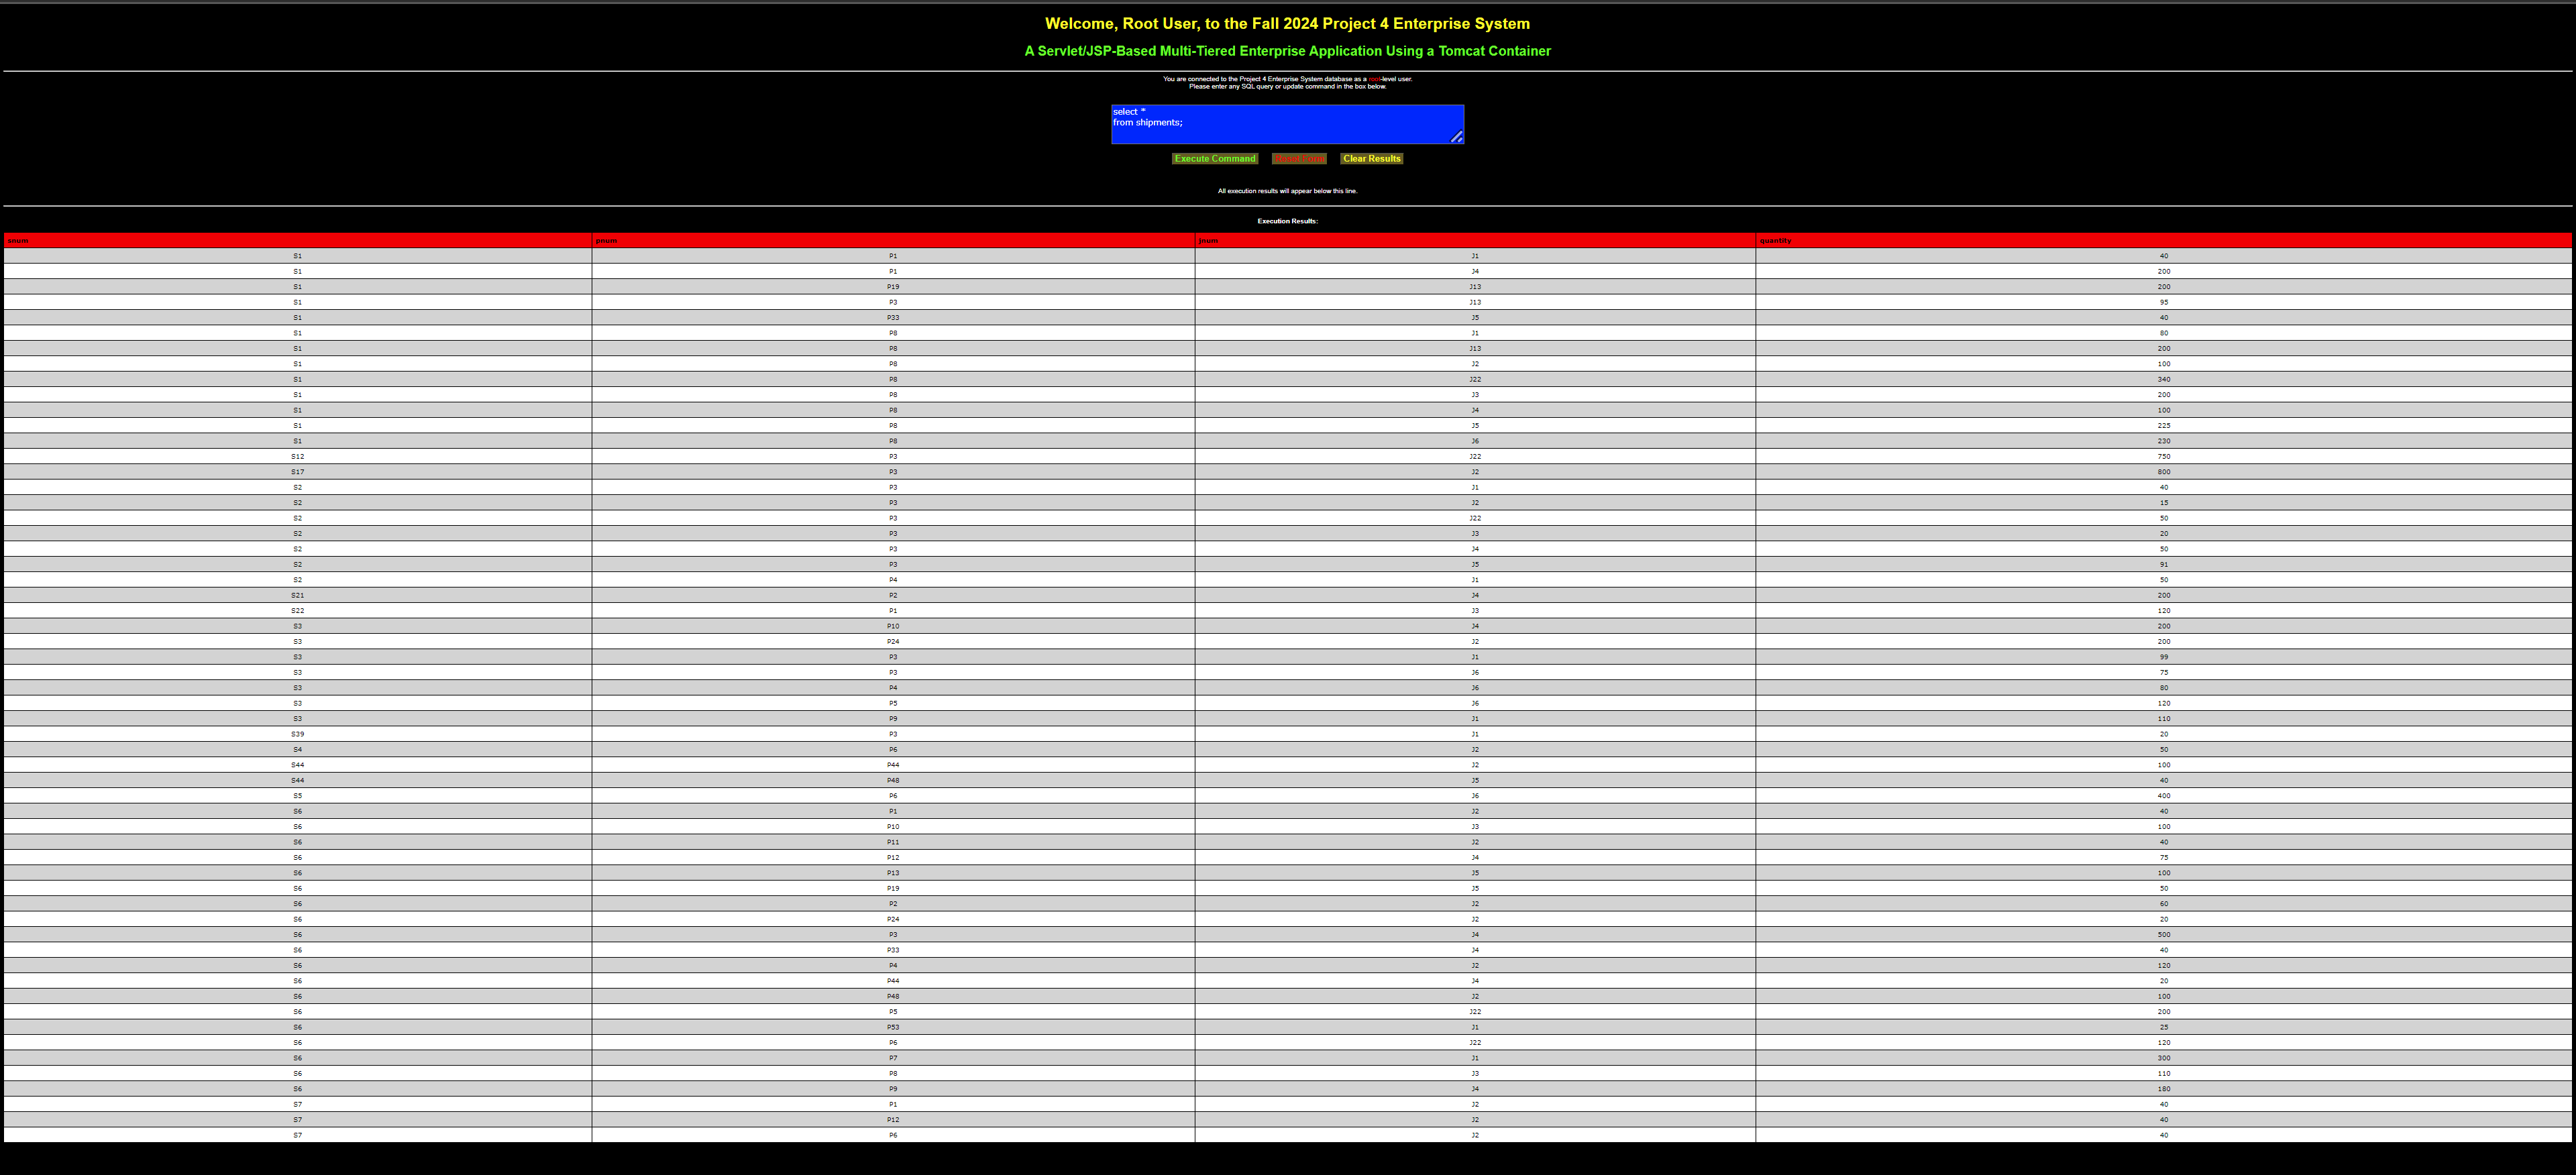 Welcome, Root User, to the Fall 2024 Project 4 Enterprise System
A Servlet/JSP-Based Multi-Tiered Enterprise Application Using a Tomcat Container
You are connected to the Project 4 Enterprise System database as a root-level user.
Please enter any SQL query or update command in the box below.
select *
from shipments;
Execute Command Reset Form Clear Results
All execution results will appear below this line.
Execution Results:
snum pnum jnum quantity
S1 P1 J1 40
S1 P1 J4 200
S1 P19 J13 200
S1 P3 J13 95
S1 P33 J5 40
S1 P8 J1 80
S1 P8 J13 200
S1 P8 J2 100
S1 P8 J22 340
S1 P8 J3 200
S1 P8 J4 100
S1 P8 J5 225
S1 P8 J6 230
S12 P3 J22 750
S17 P3 J2 800
S2 P3 J1 40
S2 P3 J2 15
S2 P3 J22 50
S2 P3 J3 20
S2 P3 J4 50
S2 P3 J5 91
S2 P4 J1 50
S21 P2 J4 200
S22 P1 J3 120
S3 P10 J4 200
S3 P24 J2 200
S3 P3 J1 99
S3 P3 J6 75
S3 P4 J6 80
S3 P5 J6 120
S3 P9 J1 110
S39 P3 J1 20
S4 P6 J2 50
S44 P44 J2 100
S44 P48 J5 40
S5 P6 J6 400
S6 P1 J2 40
S6 P10 J3 100
S6 P11 J2 40
S6 P12 J4 75
S6 P13 J5 100
S6 P19 J5 50
S6 P2 J2 60
S6 P24 J2 20
S6 P3 J4 500
S6 P33 J4 40
S6 P4 J2 120
S6 P44 J4 20
S6 P48 J2 100
S6 P5 J22 200
S6 P53 J1 25
S6 P6 J22 120
S6 P7 J1 300
S6 P8 J3 110
S6 P9 J4 180
S7 P1 J2 40
S7 P12 J2 40
S7 P6 J2 40